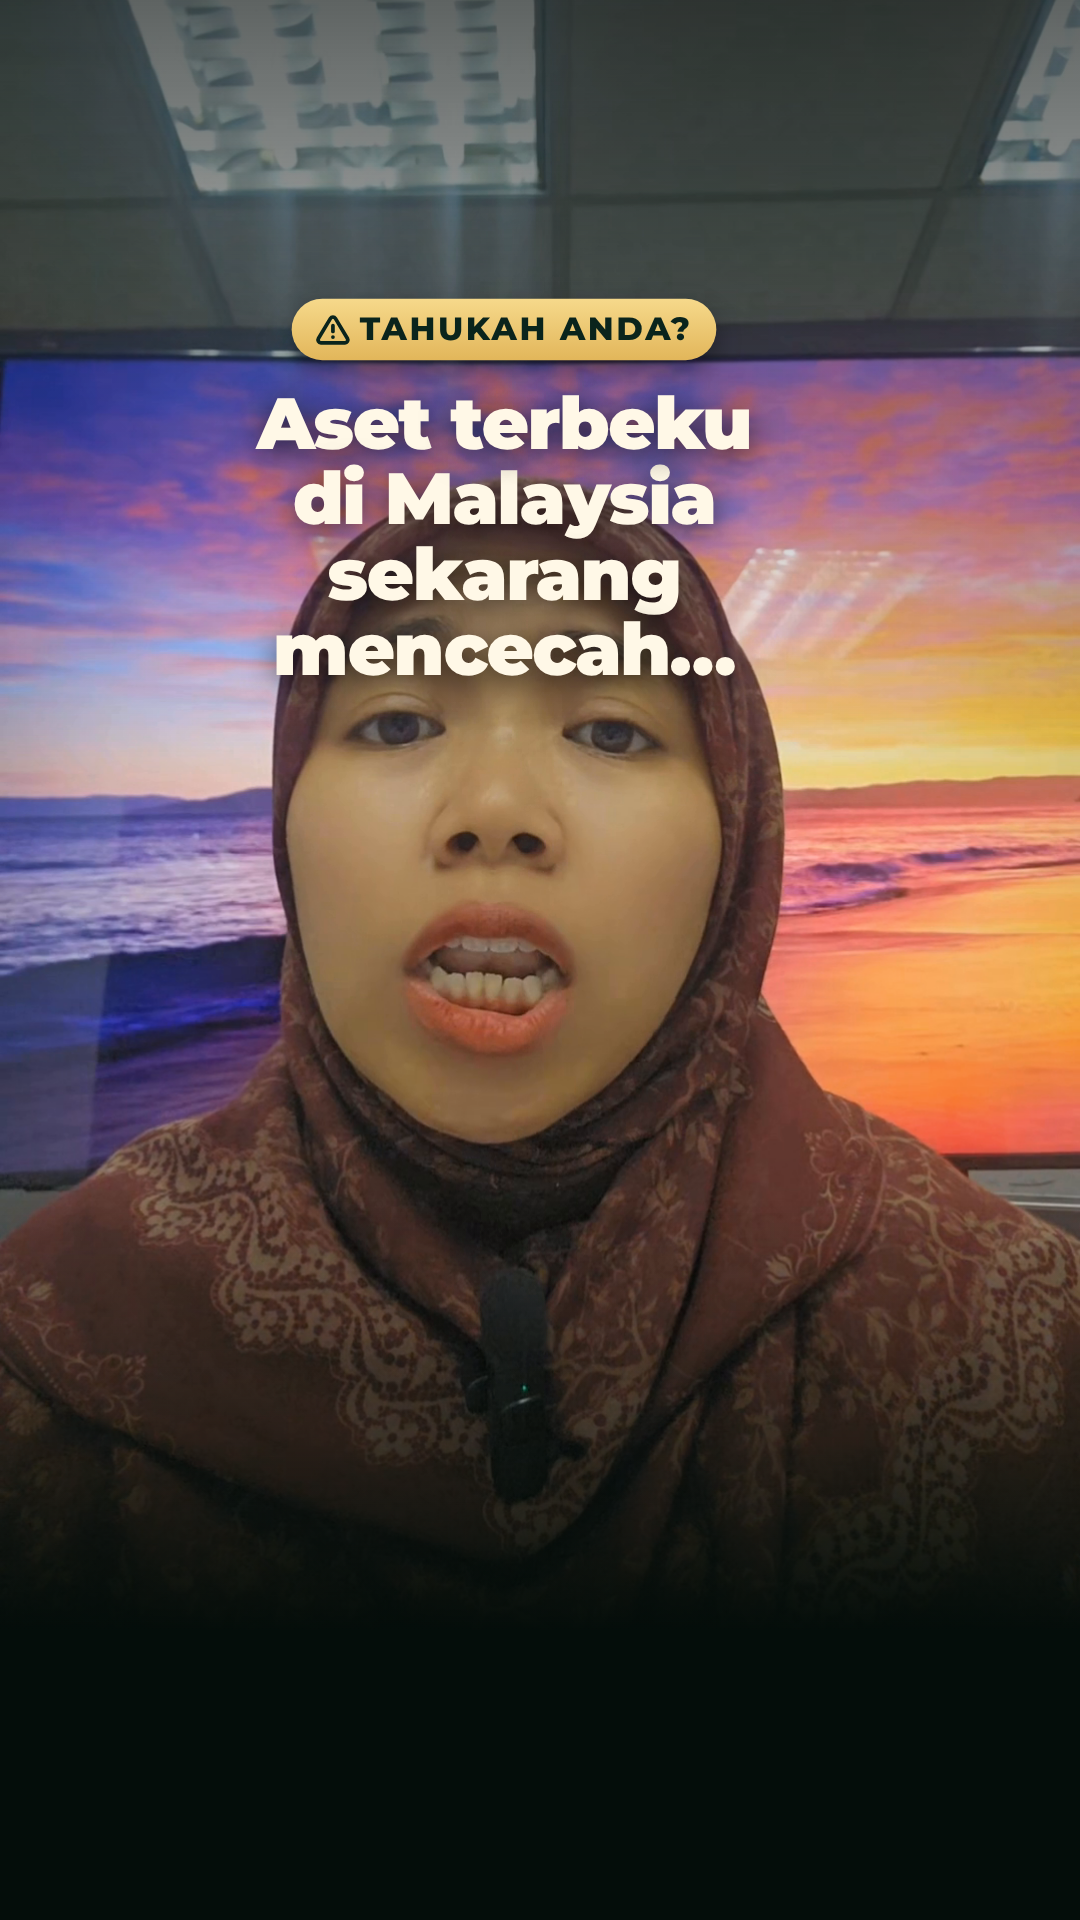 TAHUKAH ANDA?
Aset terbeku
di Malaysia
sekarang
mencecah...